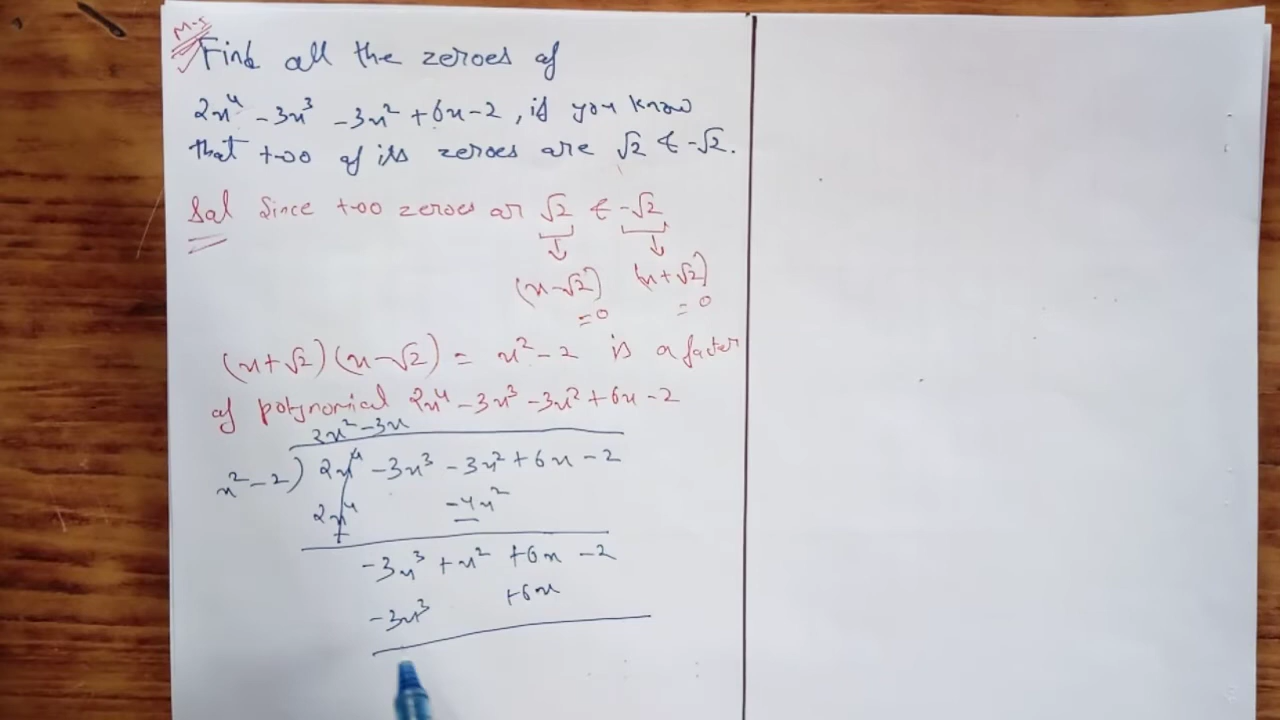 M-5
Find all the zeroes of
2x⁴ -3x³ -3x² +6x-2, if you know
that two of its zeroes are √2 & -√2.
Sol Since two zeroes ar √2 & -√2
(x-√2) (x+√2)
=0 =0
(x+√2)(x-√2) = x²-2 is a factor
of polynomial 2x⁴ -3x³ -3x² +6x -2
2x² -3x
x²-2) 2x⁴ -3x³ -3x² +6x -2
2x⁴ -4x²
-3x³ +x² +6x -2
-3x³ +6x